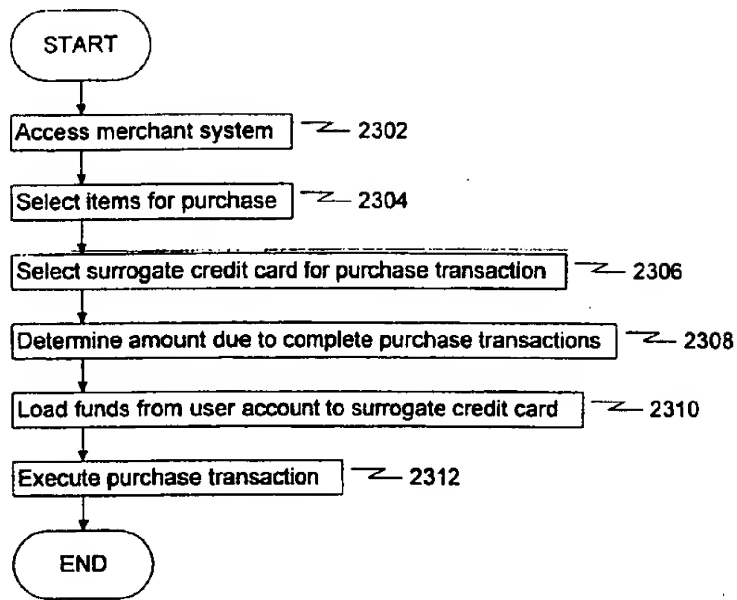 START
Access merchant system 2302
Select items for purchase 2304
Select surrogate credit card for purchase transaction 2306
Determine amount due to complete purchase transactions 2308
Load funds from user account to surrogate credit card 2310
Execute purchase transaction 2312
END